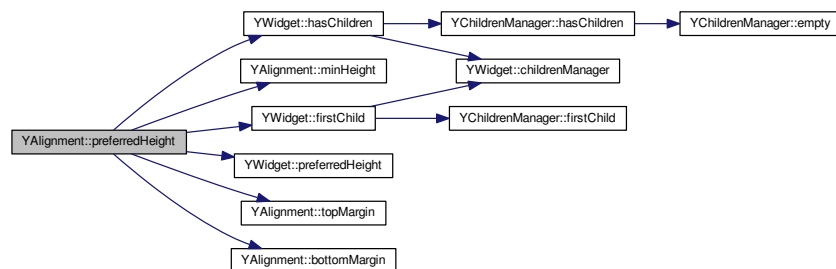 YWidget::hasChildren
YChildrenManager::hasChildren
YChildrenManager::empty
YAlignment::minHeight
YWidget::childrenManager
YWidget::firstChild
YChildrenManager::firstChild
YAlignment::preferredHeight
YWidget::preferredHeight
YAlignment::topMargin
YAlignment::bottomMargin